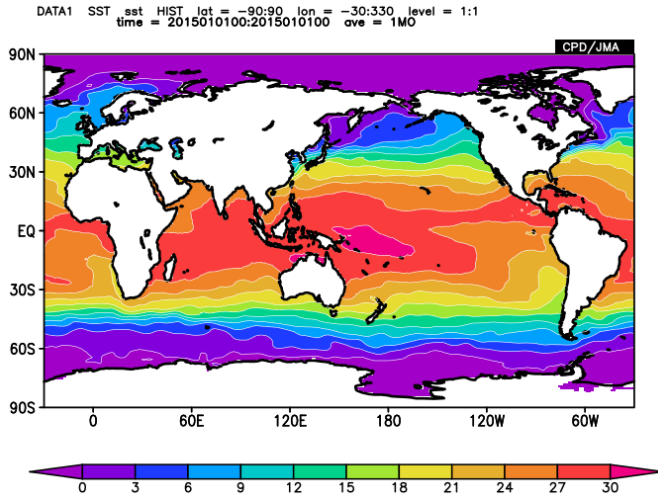 DATA1 SST sst HIST lat = -90:90 lon = -30:330 level = 1:1
time = 2015010100:2015010100 ave = 1MO
CPD/JMA
90N
60N
30N
EQ
30S
60S
90S
0 60E 120E 180 120W 60W
0 3 6 9 12 15 18 21 24 27 30